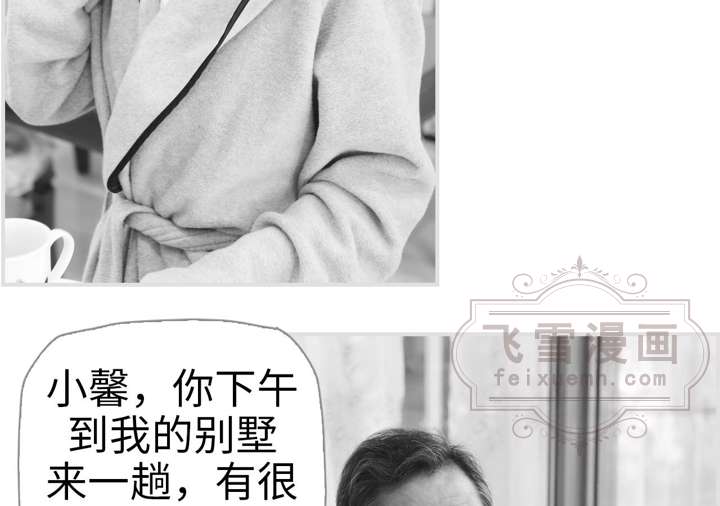 飞雪漫画
feixuemh.com
小馨，你下午
到我的别墅
来一趟，有很